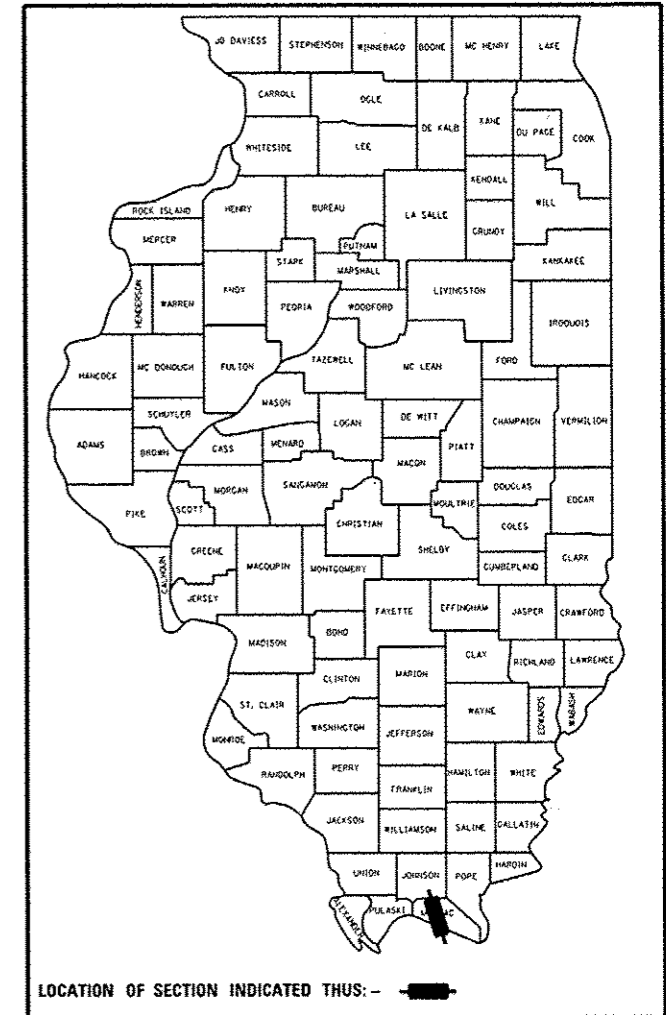 JO DAVIESS STEPHENSON WINNEBAGO BOONE MC HENRY LAKE
CARROLL OGLE DE KALB KANE DU PAGE COOK
WHITESIDE LEE
KENDALL WILL
ROCK ISLAND HENRY BUREAU LA SALLE GRUNDY
MERCER PUTNAM KANKAKEE
STARK MARSHALL
HENDERSON WARREN KNOX PEORIA WOODFORD LIVINGSTON IROQUOIS
HANCOCK MC DONOUGH FULTON TAZEWELL MC LEAN FORD
SCHUYLER MASON LOGAN DE WITT CHAMPAIGN VERMILION
ADAMS BROWN CASS MENARD MACON PIATT
PIKE SCOTT MORGAN SANGAMON CHRISTIAN MOULTRIE DOUGLAS EDGAR
COLES
CALHOUN GREENE MACOUPIN MONTGOMERY SHELBY CUMBERLAND CLARK
JERSEY FAYETTE EFFINGHAM JASPER CRAWFORD
MADISON BOND
CLAY RICHLAND LAWRENCE
CLINTON MARION
ST. CLAIR WAYNE EDWARDS WABASH
WASHINGTON JEFFERSON
MONROE
RANDOLPH PERRY HAMILTON WHITE
FRANKLIN
JACKSON WILLIAMSON SALINE GALLATIN
UNION JOHNSON POPE HARDIN
ALEXANDER PULASKI
LOCATION OF SECTION INDICATED THUS: -